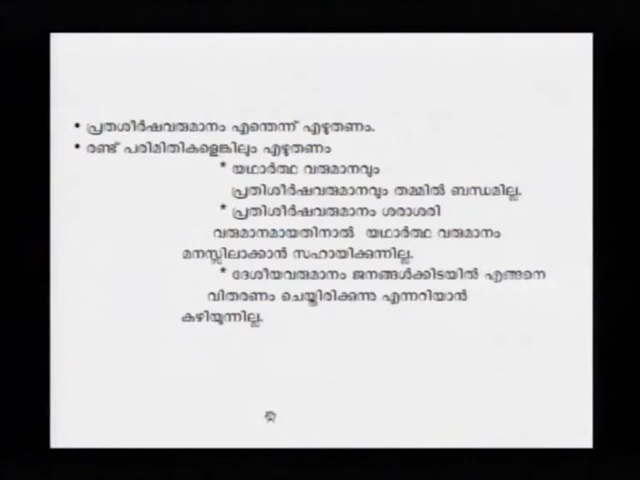 • പ്രതശീർഷവരുമാനം എന്തെന്ന് എഴുതണം.
• രണ്ട് പരിമിതികളെങ്കിലും എഴുതണം
* യഥാർത്ഥ വരുമാനവും
പ്രതിശീർഷവരുമാനവും തമ്മിൽ ബന്ധമില്ല.
* പ്രതിശീർഷവരുമാനം ശരാശരി
വരുമാനമായതിനാൽ യഥാർത്ഥ വരുമാനം
മനസ്സിലാക്കാൻ സഹായിക്കുന്നില്ല.
* ദേശീയവരുമാനം ജനങ്ങൾക്കിടയിൽ എങ്ങനെ
വിതരണം ചെയ്തിരിക്കുന്നു എന്നറിയാൻ
കഴിയുന്നില്ല.